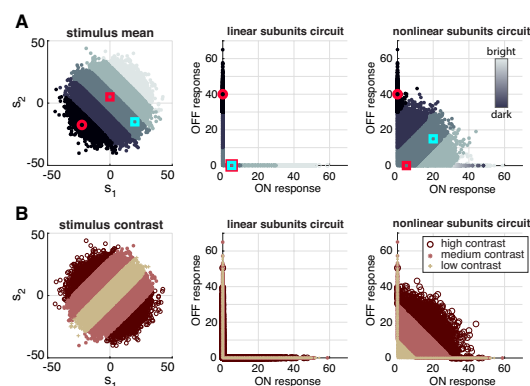 A
stimulus mean
linear subunits circuit
nonlinear subunits circuit
s2
50
0
-50
-50 0 50
s1
OFF response
60
40
20
0
0 20 40 60
ON response
OFF response
60
40
20
0
0 20 40 60
ON response
bright
dark
B
stimulus contrast
linear subunits circuit
nonlinear subunits circuit
s2
50
0
-50
-50 0 50
s1
OFF response
60
40
20
0
0 20 40 60
ON response
OFF response
60
40
20
0
0 20 40 60
ON response
high contrast
medium contrast
low contrast